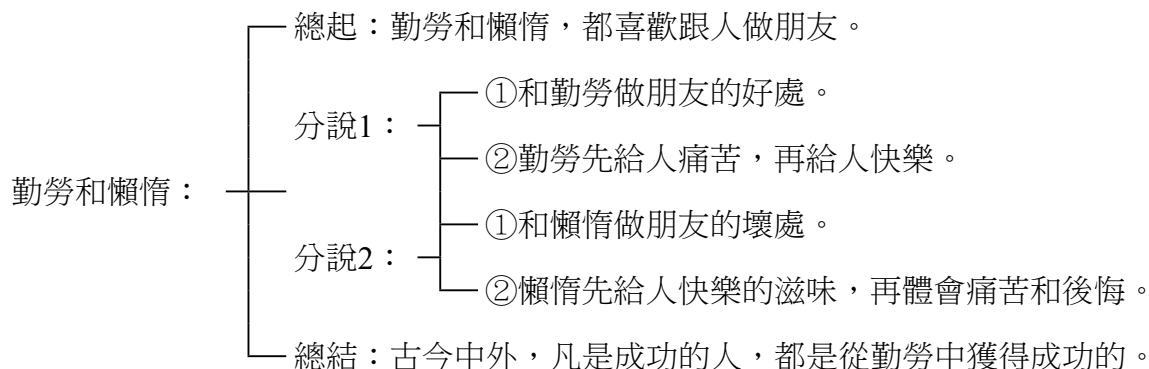 總起：勤勞和懶惰，都喜歡跟人做朋友。
①和勤勞做朋友的好處。
分說1：
②勤勞先給人痛苦，再給人快樂。
勤勞和懶惰：
①和懶惰做朋友的壞處。
分說2：
②懶惰先給人快樂的滋味，再體會痛苦和後悔。
總結：古今中外，凡是成功的人，都是從勤勞中獲得成功的。